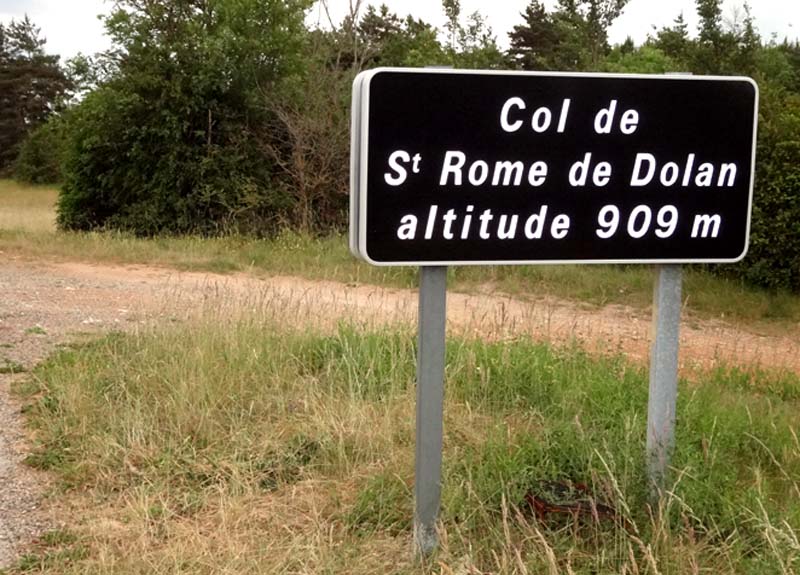 Col de
St Rome de Dolan
altitude 909 m